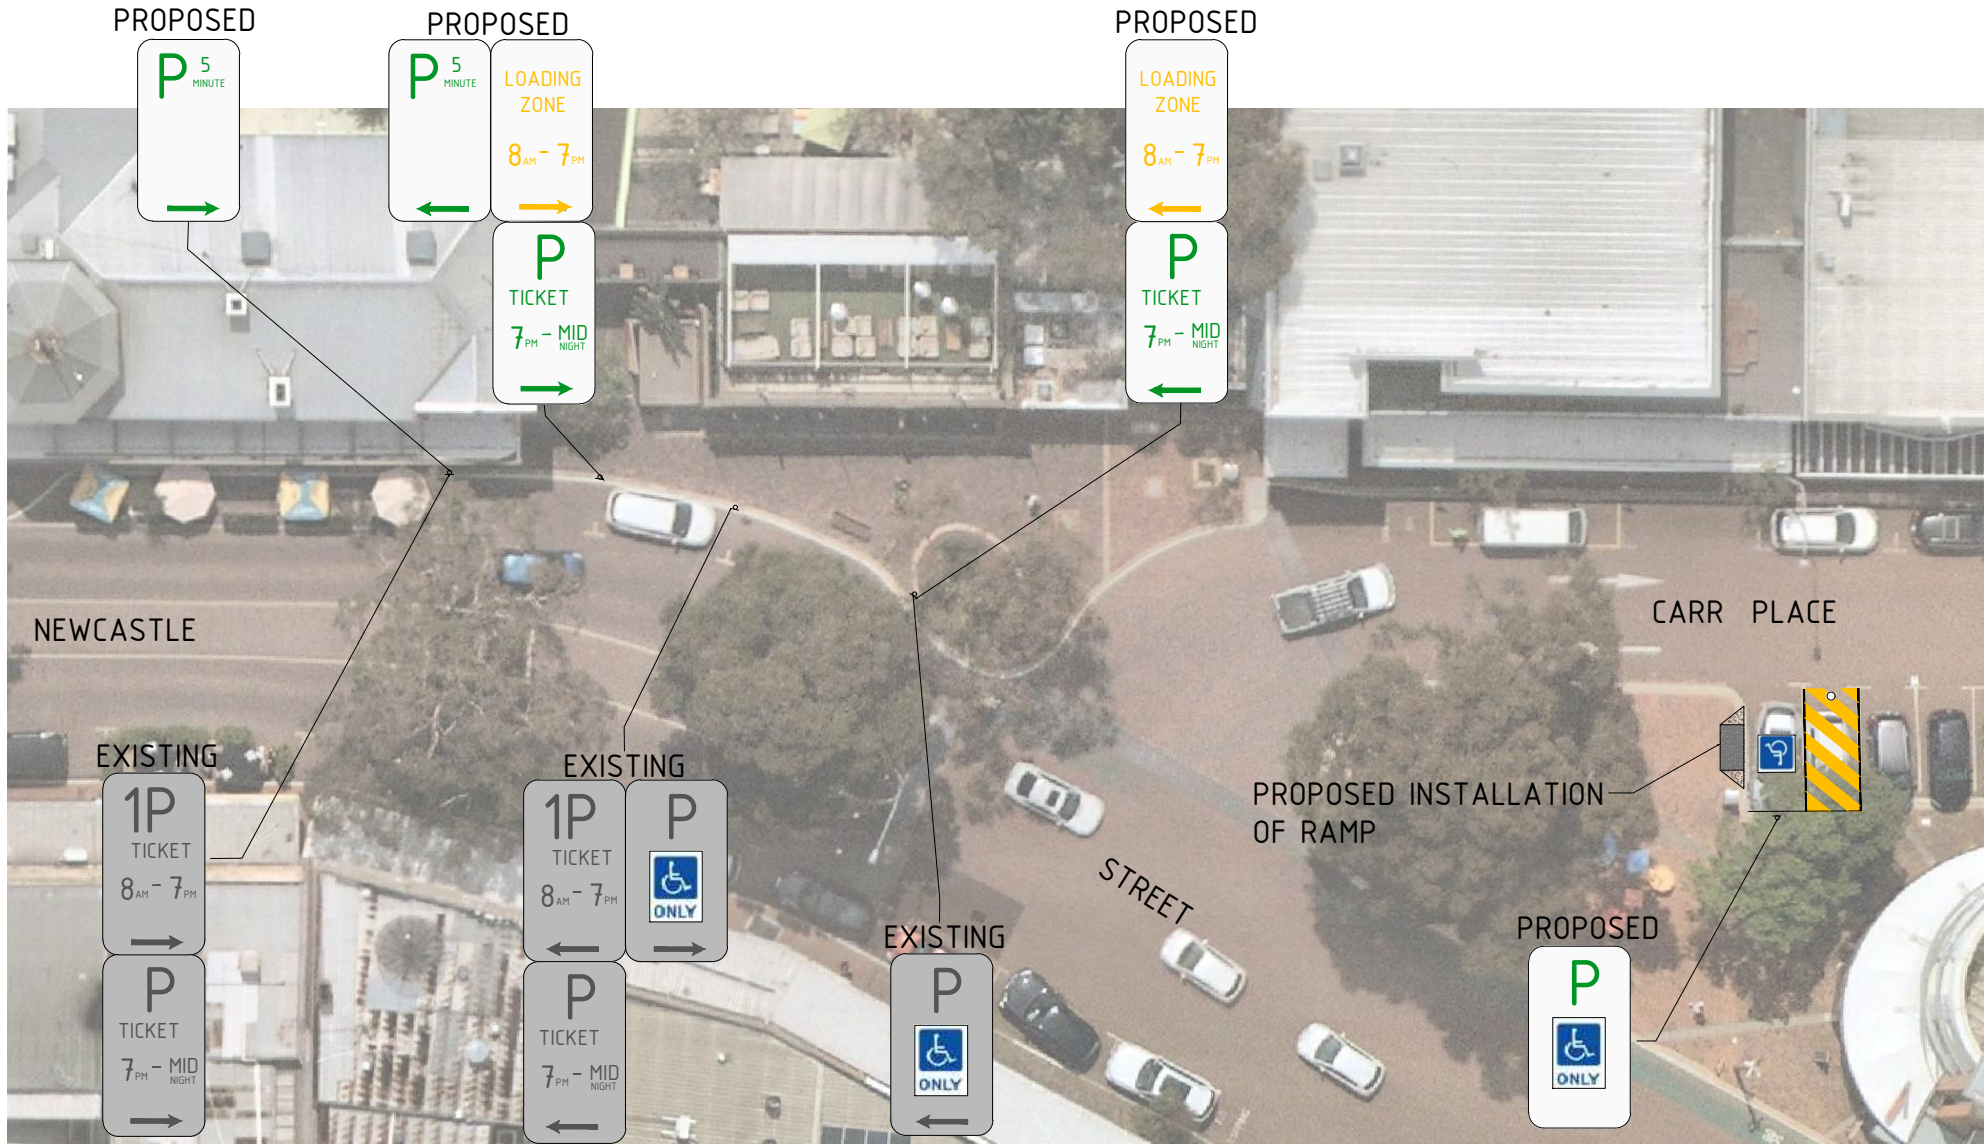 PROPOSED
P 5
MINUTE
PROPOSED
P 5
MINUTE
LOADING
ZONE
8AM - 7PM
P
TICKET
7PM - MID
NIGHT
PROPOSED
LOADING
ZONE
8AM - 7PM
P
TICKET
7PM - MID
NIGHT
NEWCASTLE
STREET
CARR PLACE
EXISTING
1P
TICKET
8AM - 7PM
P
TICKET
7PM - MID
NIGHT
EXISTING
1P
TICKET
8AM - 7PM
P
ONLY
P
TICKET
7PM - MID
NIGHT
EXISTING
P
ONLY
PROPOSED INSTALLATION
OF RAMP
PROPOSED
P
ONLY